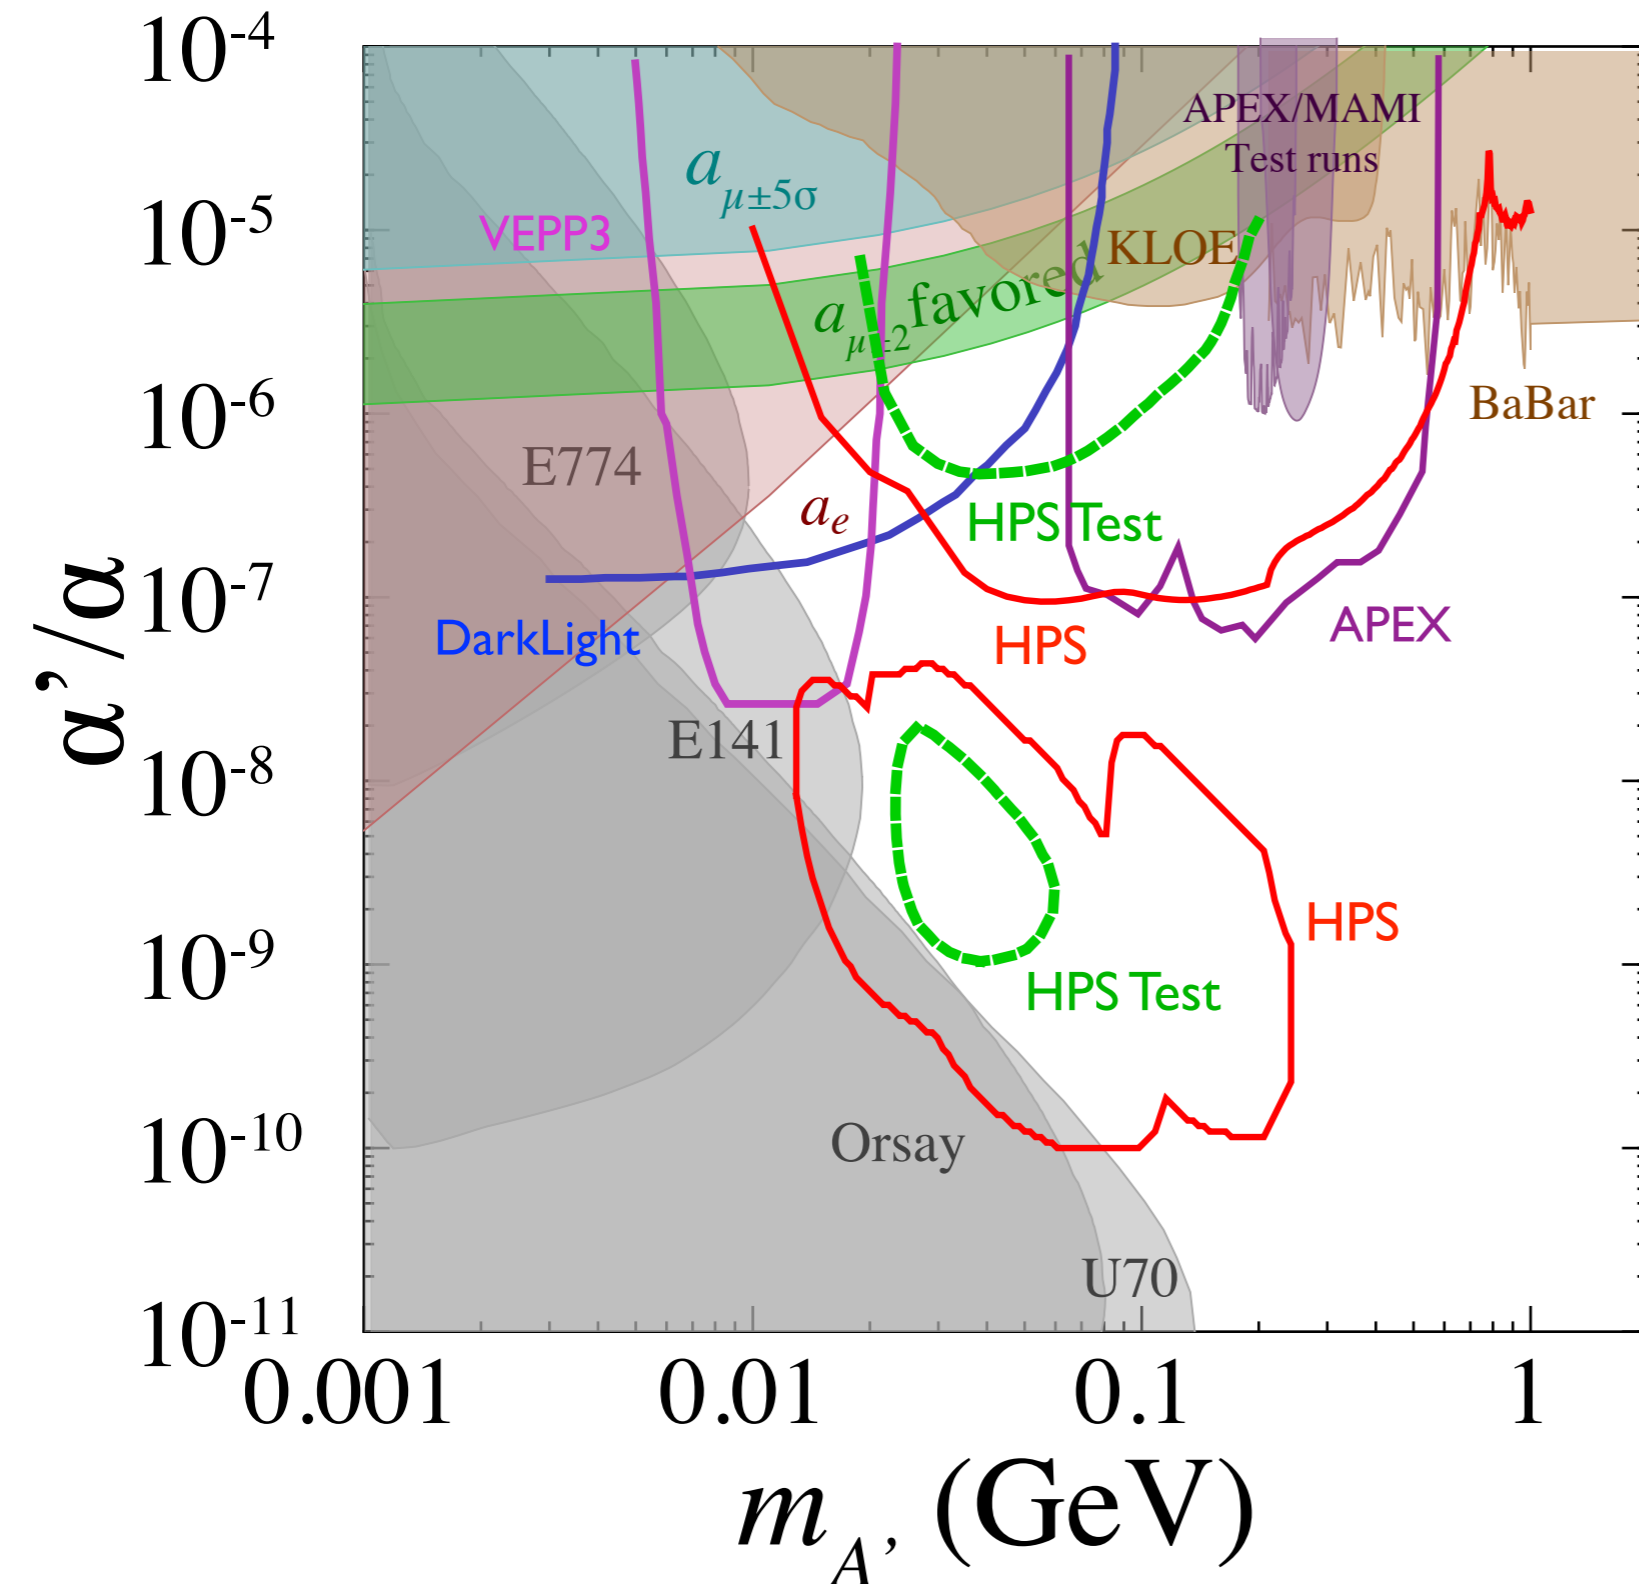 10-4
APEX/MAMI
Test runs
aμ±5σ
VEPP3
10-5
KLOE
aμ±2 favored
10-6
BaBar
E774
ae
HPS Test
α’/α
10-7
DarkLight
HPS
APEX
E141
10-8
HPS
10-9
HPS Test
10-10
Orsay
U70
10-11
0.001
0.01
0.1
1
mA’ (GeV)